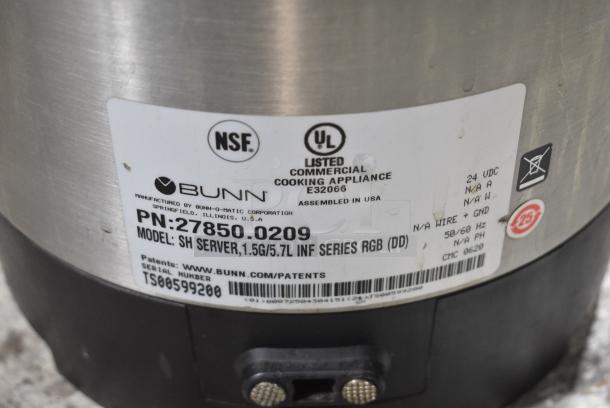 NSF.
UL
LISTED
COMMERCIAL
COOKING APPLIANCE
E32066
ASSEMBLED IN USA
BUNN
MANUFACTURED BY BUNN-O-MATIC CORPORATION
SPRINGFIELD, ILLINOIS, U.S.A
PN:27850.0209
MODEL: SH SERVER,1.5G/5.7L INF SERIES RGB (DD)
24 VDC
N/A A
N/A W
N/A WIRE + GND
50/60 Hz
N/A PH
CMC 0620
25
Patents: WWW.BUNN.COM/PATENTS
SERIAL NUMBER
TS00599200